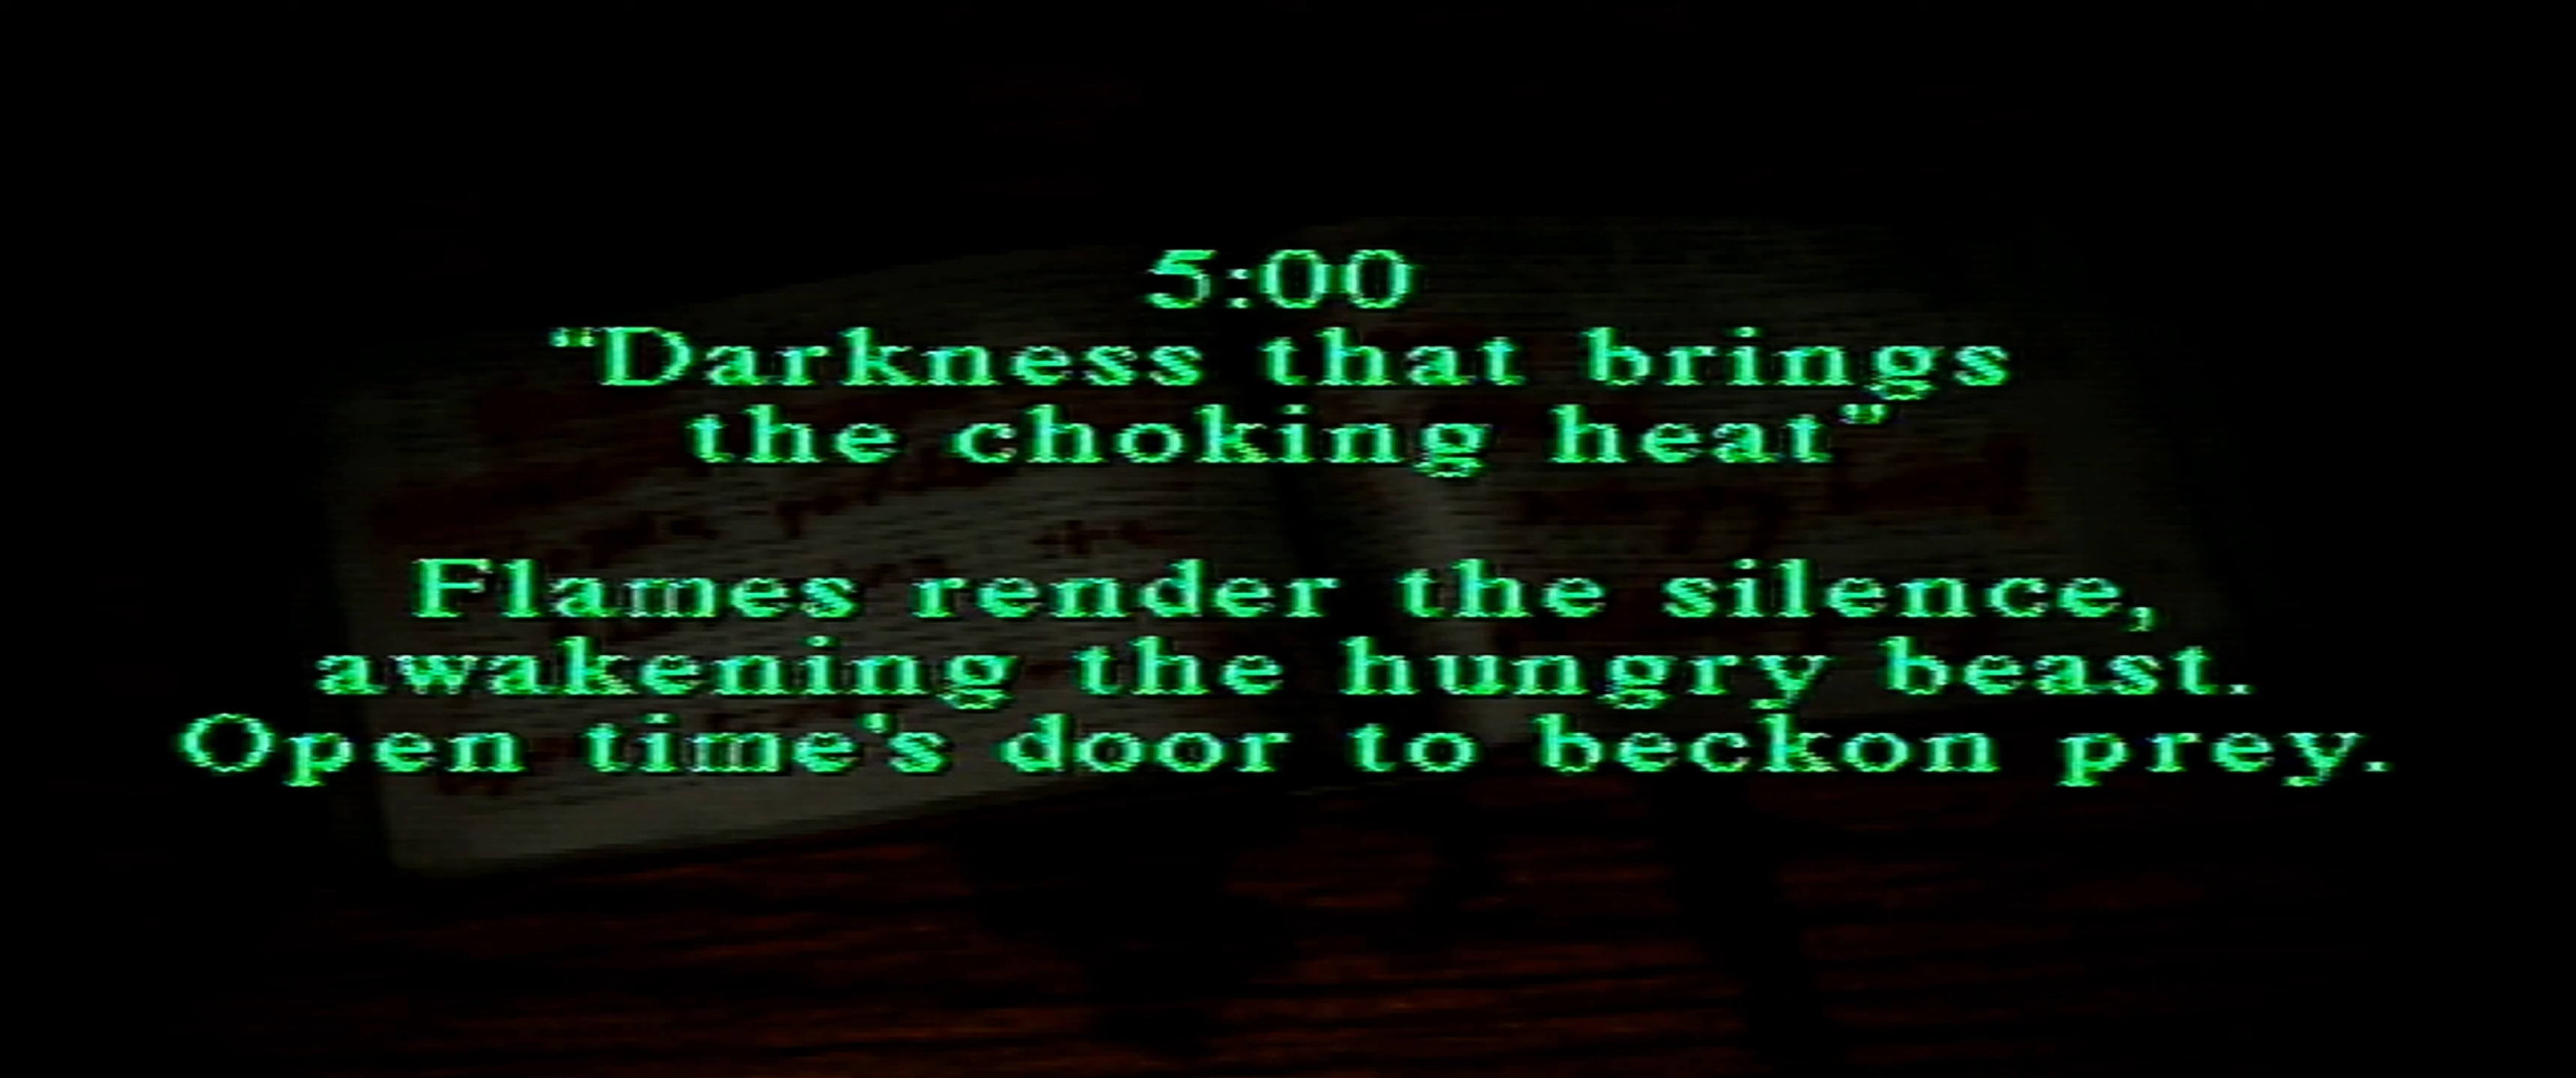 5:00
“Darkness that brings
the choking heat”
Flames render the silence,
awakening the hungry beast.
Open time's door to beckon prey.